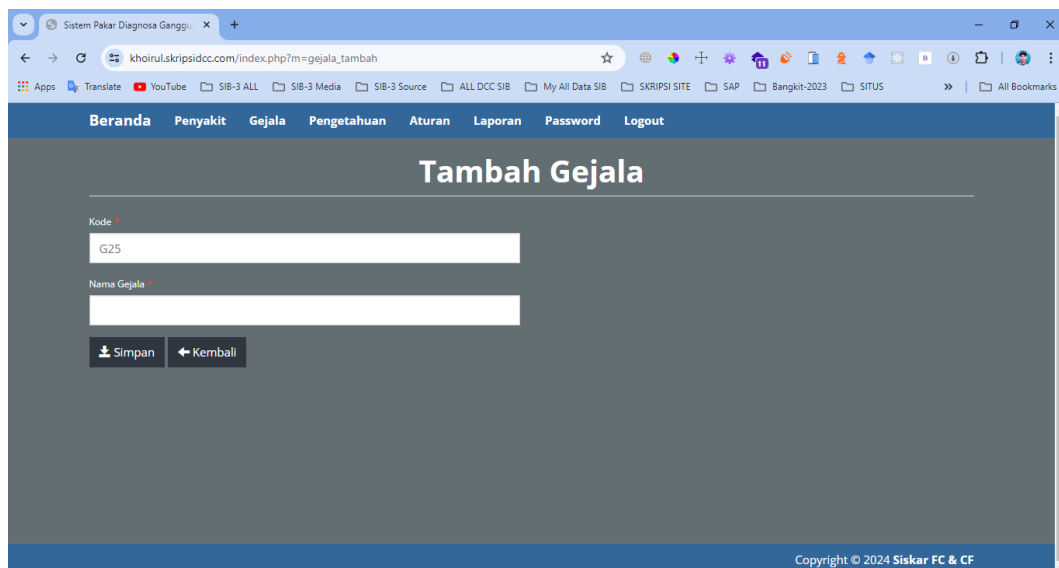 Sistem Pakar Diagnosa Ganggu
khoirul.skripsidcc.com/index.php?m=gejala_tambah
11
Apps Translate YouTube SIB-3 ALL SIB-3 Media SIB-3 Source ALL DCC SIB My All Data SIB SKRIPSI SITE SAP Bangkit-2023 SITUS » All Bookmarks
Beranda Penyakit Gejala Pengetahuan Aturan Laporan Password Logout
Tambah Gejala
Kode *
G25
Nama Gejala *
Simpan Kembali
Copyright © 2024 Siskar FC & CF